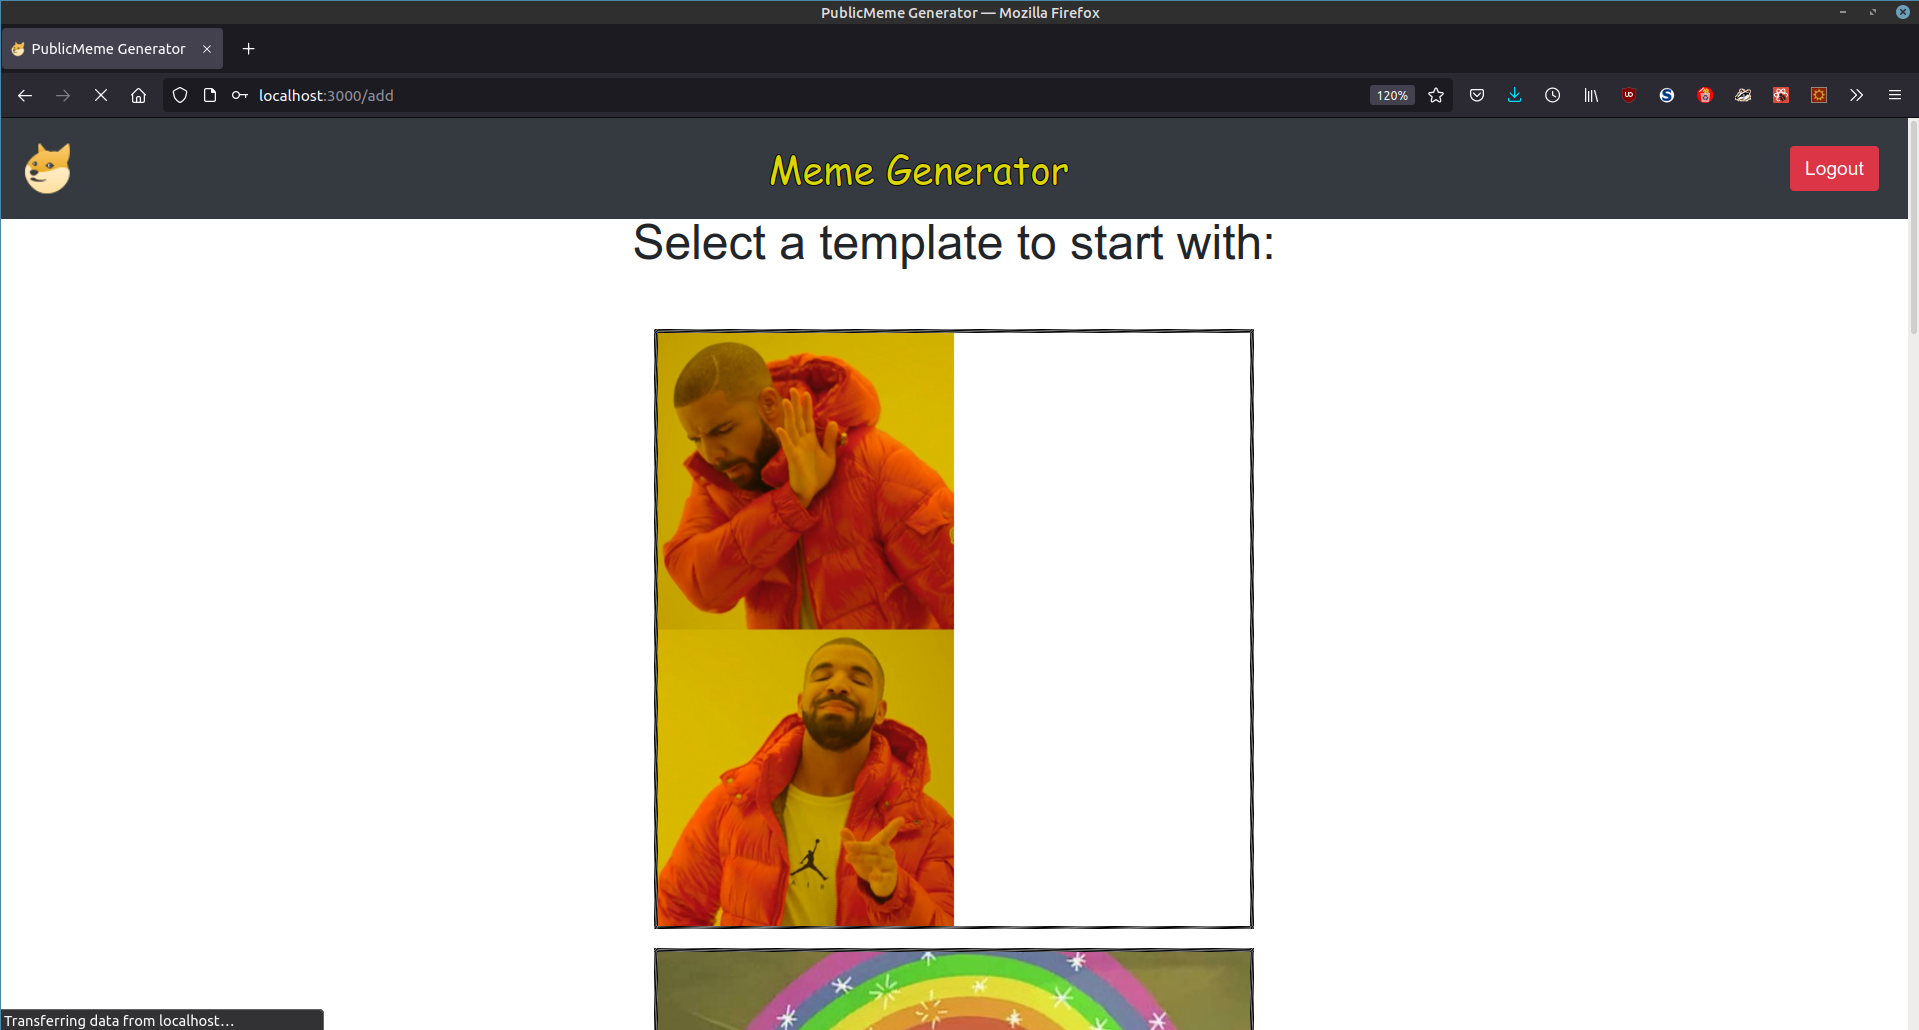 PublicMeme Generator — Mozilla Firefox
PublicMeme Generator
localhost:3000/add
120%
Meme Generator
Logout
Select a template to start with:
AIR
Transferring data from localhost…